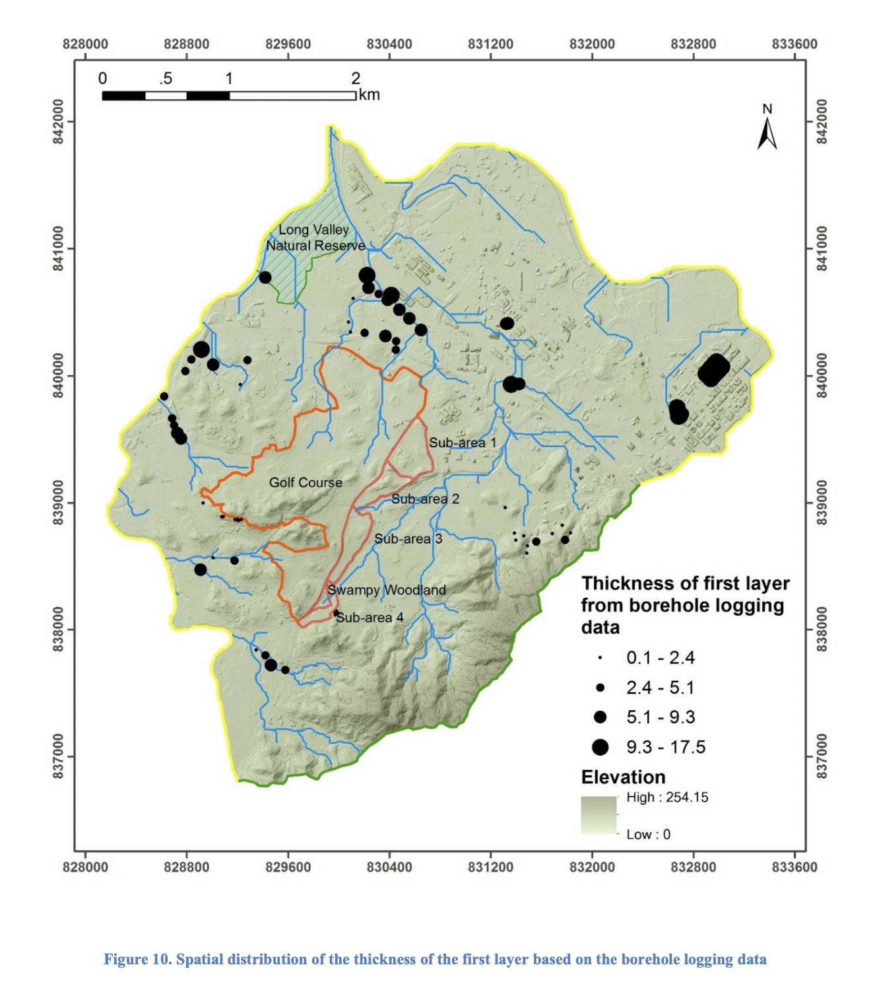 828000 828800 829600 830400 831200 832000 832800 833600
0 .5 1 2
km
N
842000 842000
841000 841000
840000 840000
839000 839000
838000 838000
837000 837000
Long Valley
Natural Reserve
Sub-area 1
Golf Course
Sub-area 2
Sub-area 3
Swampy Woodland
Sub-area 4
Thickness of first layer
from borehole logging
data
0.1 - 2.4
2.4 - 5.1
5.1 - 9.3
9.3 - 17.5
Elevation
High : 254.15
Low : 0
828000 828800 829600 830400 831200 832000 832800 833600
Figure 10. Spatial distribution of the thickness of the first layer based on the borehole logging data